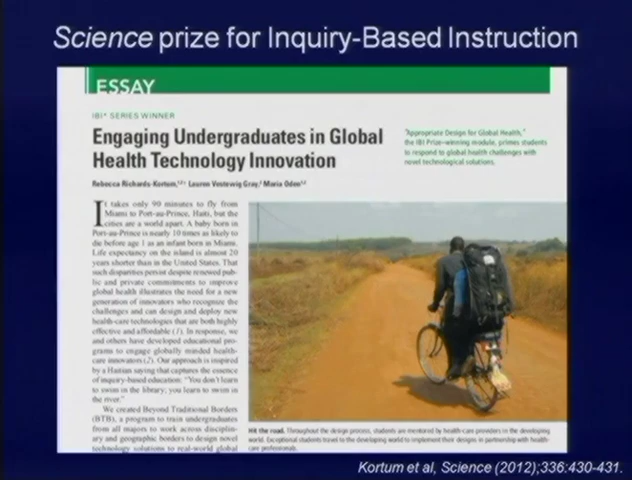 Science prize for Inquiry-Based Instruction
ESSAY
IBI* SERIES WINNER
Engaging Undergraduates in Global
Health Technology Innovation
"Appropriate Design for Global Health,"
the IBI Prize–winning module, primes students
to respond to global health challenges with
novel technological solutions.
Rebecca Richards-Kortum, Lauren Vestewig Gray, Maria Oden
It takes only 90 minutes to fly from
Miami to Port-au-Prince, Haiti, but the
cities are a world apart. A baby born in
Port-au-Prince is nearly 10 times as likely to
die before age 1 as an infant born in Miami.
Life expectancy on the island is almost 20
years shorter than in the United States. That
such disparities persist despite renewed pub-
lic and private commitments to improve
global health illustrates the need for a new
generation of innovators who recognize the
challenges and can design and deploy new
health-care technologies that are both highly
effective and affordable (1). In response, we
and others have developed educational pro-
grams to engage globally minded health-
care innovators (2). Our approach is inspired
by a Haitian saying that captures the essence
of inquiry-based education: "You don't learn
to swim in the library; you learn to swim in
the river."
We created Beyond Traditional Borders
(BTB), a program to train undergraduates
from all majors to work across disciplin-
ary and geographic borders to design novel
technology solutions to real-world global
Hit the road. Throughout the design process, students are mentored by health-care providers in the developing
world. Exceptional students travel to the developing world to implement their designs in partnership with health-
care professionals.
Kortum et al, Science (2012);336:430-431.